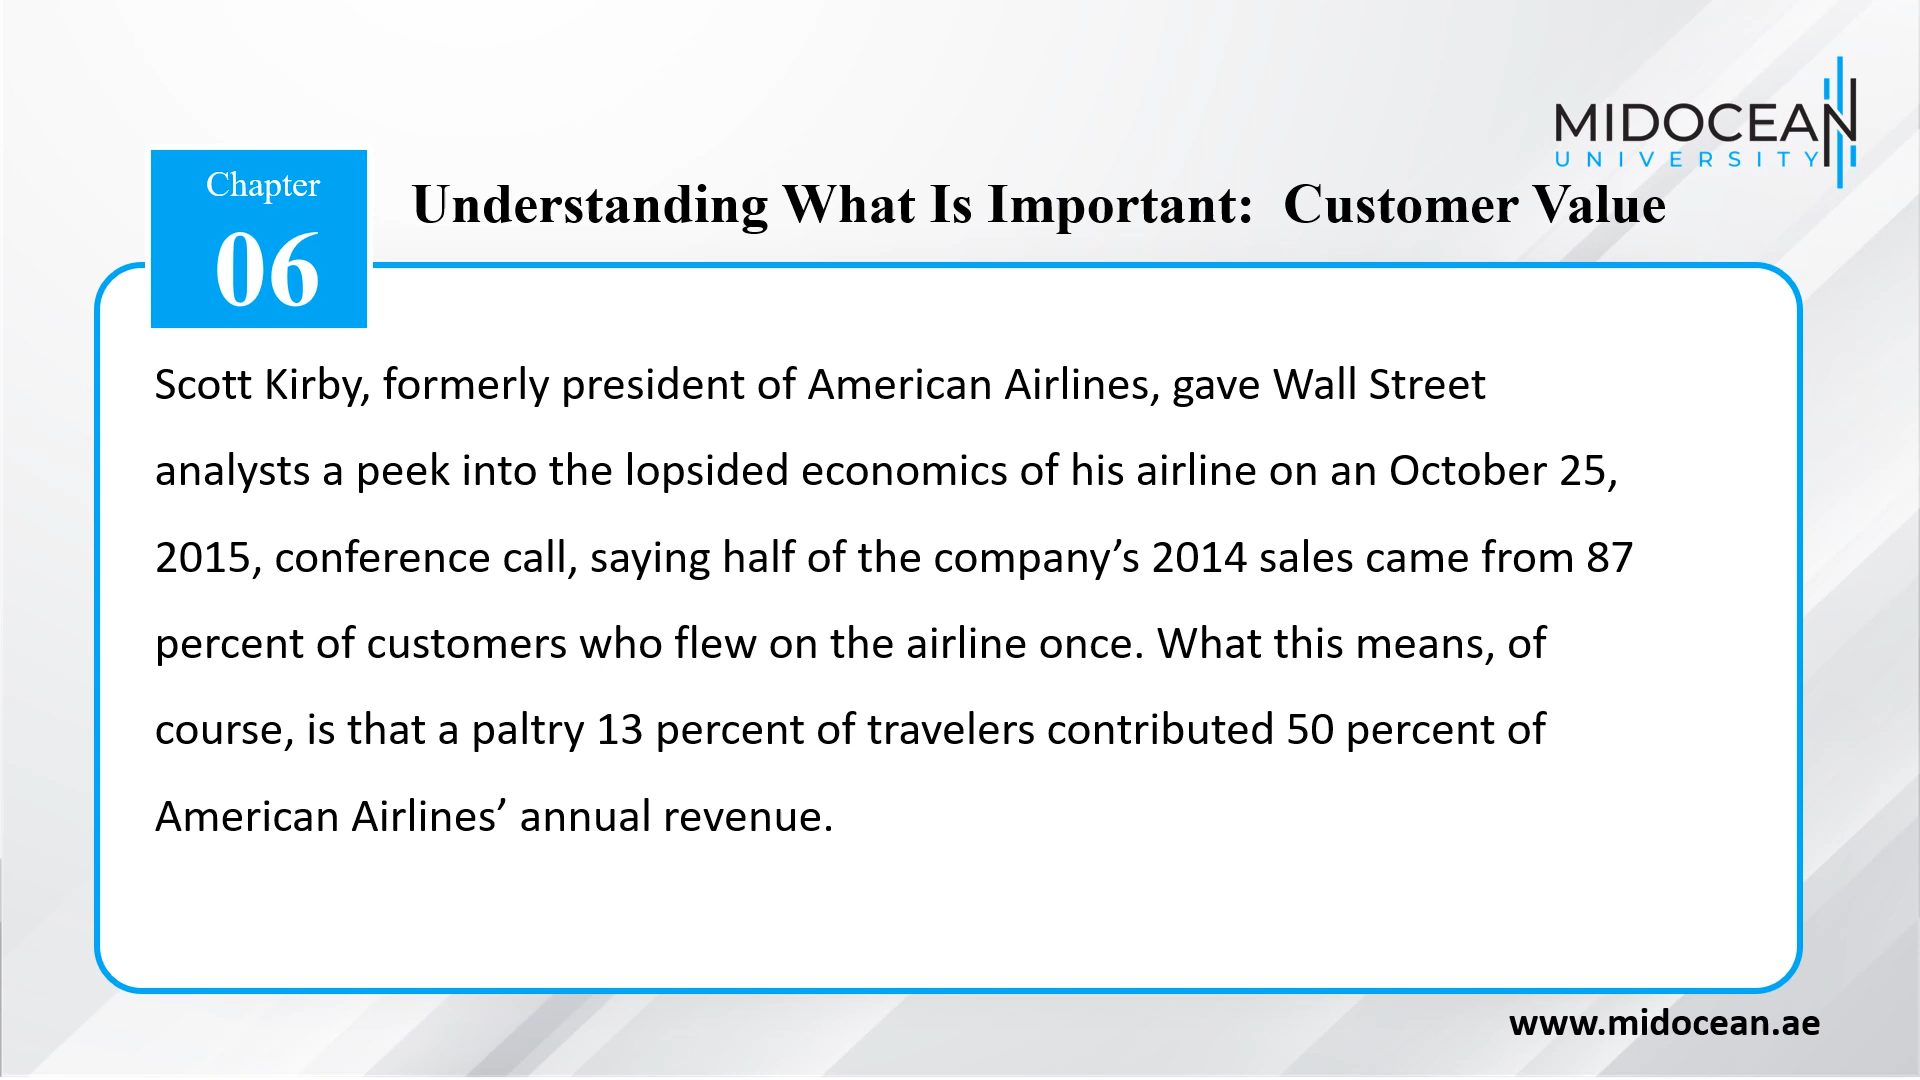 MIDOCEAN
UNIVERSITY
Chapter
06
Understanding What Is Important: Customer Value
Scott Kirby, formerly president of American Airlines, gave Wall Street
analysts a peek into the lopsided economics of his airline on an October 25,
2015, conference call, saying half of the company’s 2014 sales came from 87
percent of customers who flew on the airline once. What this means, of
course, is that a paltry 13 percent of travelers contributed 50 percent of
American Airlines’ annual revenue.
www.midocean.ae